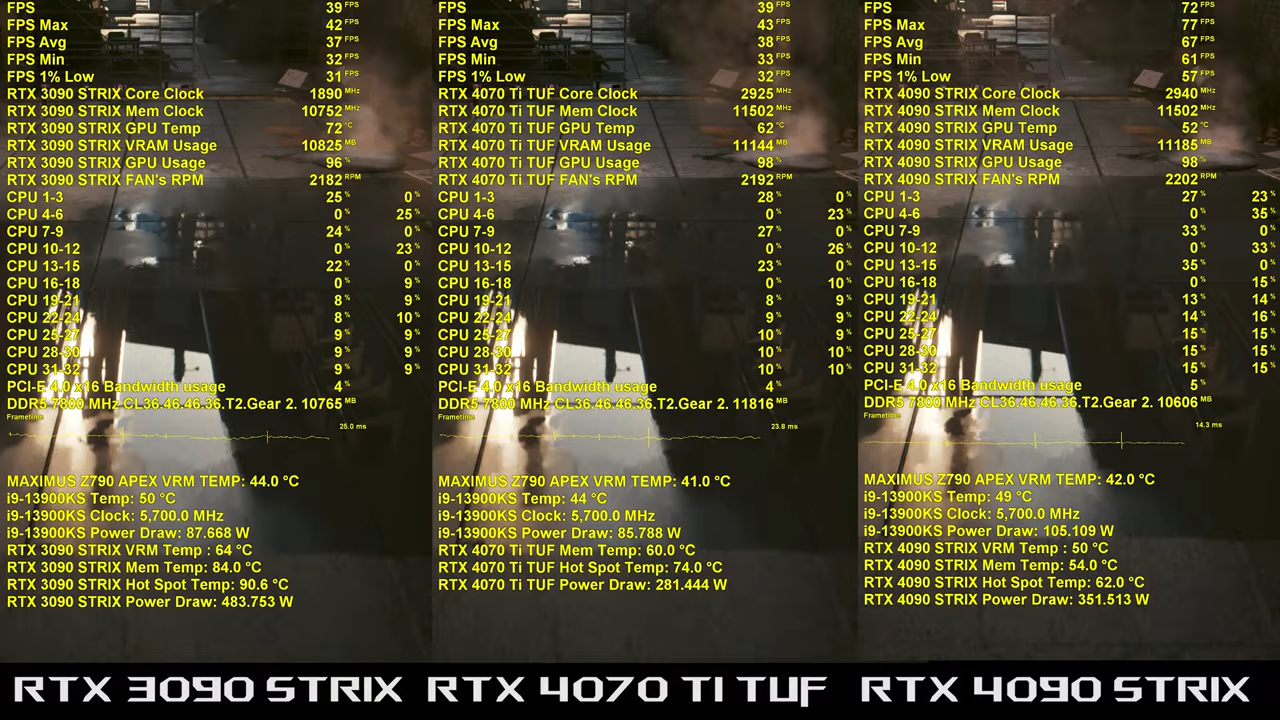 FPS 39 FPS
FPS Max 42 FPS
FPS Avg 37 FPS
FPS Min 32 FPS
FPS 1% Low 31 FPS
RTX 3090 STRIX Core Clock 1890 MHz
RTX 3090 STRIX Mem Clock 10752 MHz
RTX 3090 STRIX GPU Temp 72 °C
RTX 3090 STRIX VRAM Usage 10825 MB
RTX 3090 STRIX GPU Usage 96 %
RTX 3090 STRIX FAN's RPM 2182 RPM
CPU 1-3 25 % 0 %
CPU 4-6 0 % 25 %
CPU 7-9 24 % 0 %
CPU 10-12 0 % 23 %
CPU 13-15 22 % 0 %
CPU 16-18 0 % 9 %
CPU 19-21 8 % 9 %
CPU 22-24 8 % 10 %
CPU 25-27 9 % 9 %
CPU 28-30 9 % 9 %
CPU 31-32 9 % 9 %
PCI-E 4.0 x16 Bandwidth usage 4 %
DDR5 7800 MHz CL36.46.46.36.T2.Gear 2. 10765 MB
Frametime
25.0 ms
MAXIMUS Z790 APEX VRM TEMP: 44.0 °C
i9-13900KS Temp: 50 °C
i9-13900KS Clock: 5,700.0 MHz
i9-13900KS Power Draw: 87.668 W
RTX 3090 STRIX VRM Temp : 64 °C
RTX 3090 STRIX Mem Temp: 84.0 °C
RTX 3090 STRIX Hot Spot Temp: 90.6 °C
RTX 3090 STRIX Power Draw: 483.753 W
RTX 3090 STRIX
FPS 39 FPS
FPS Max 43 FPS
FPS Avg 38 FPS
FPS Min 33 FPS
FPS 1% Low 32 FPS
RTX 4070 Ti TUF Core Clock 2925 MHz
RTX 4070 Ti TUF Mem Clock 11502 MHz
RTX 4070 Ti TUF GPU Temp 62 °C
RTX 4070 Ti TUF VRAM Usage 11144 MB
RTX 4070 Ti TUF GPU Usage 98 %
RTX 4070 Ti TUF FAN's RPM 2192 RPM
CPU 1-3 28 % 0 %
CPU 4-6 0 % 23 %
CPU 7-9 27 % 0 %
CPU 10-12 0 % 26 %
CPU 13-15 23 % 0 %
CPU 16-18 0 % 10 %
CPU 19-21 8 % 9 %
CPU 22-24 9 % 9 %
CPU 25-27 10 % 9 %
CPU 28-30 10 % 10 %
CPU 31-32 10 % 10 %
PCI-E 4.0 x16 Bandwidth usage 4 %
DDR5 7800 MHz CL36.46.46.36.T2.Gear 2. 11816 MB
Frametime
23.8 ms
MAXIMUS Z790 APEX VRM TEMP: 41.0 °C
i9-13900KS Temp: 44 °C
i9-13900KS Clock: 5,700.0 MHz
i9-13900KS Power Draw: 85.788 W
RTX 4070 Ti TUF Mem Temp: 60.0 °C
RTX 4070 Ti TUF Hot Spot Temp: 74.0 °C
RTX 4070 Ti TUF Power Draw: 281.444 W
RTX 4070 TI TUF
FPS 72 FPS
FPS Max 77 FPS
FPS Avg 67 FPS
FPS Min 61 FPS
FPS 1% Low 57 FPS
RTX 4090 STRIX Core Clock 2940 MHz
RTX 4090 STRIX Mem Clock 11502 MHz
RTX 4090 STRIX GPU Temp 52 °C
RTX 4090 STRIX VRAM Usage 11185 MB
RTX 4090 STRIX GPU Usage 98 %
RTX 4090 STRIX FAN's RPM 2202 RPM
CPU 1-3 27 % 23 %
CPU 4-6 0 % 35 %
CPU 7-9 33 % 0 %
CPU 10-12 0 % 33 %
CPU 13-15 35 % 0 %
CPU 16-18 0 % 15 %
CPU 19-21 13 % 14 %
CPU 22-24 14 % 16 %
CPU 25-27 15 % 15 %
CPU 28-30 15 % 15 %
CPU 31-32 15 % 15 %
PCI-E 4.0 x16 Bandwidth usage 5 %
DDR5 7800 MHz CL36.46.46.36.T2.Gear 2. 10606 MB
Frametime
14.3 ms
MAXIMUS Z790 APEX VRM TEMP: 42.0 °C
i9-13900KS Temp: 49 °C
i9-13900KS Clock: 5,700.0 MHz
i9-13900KS Power Draw: 105.109 W
RTX 4090 STRIX VRM Temp : 50 °C
RTX 4090 STRIX Mem Temp: 54.0 °C
RTX 4090 STRIX Hot Spot Temp: 62.0 °C
RTX 4090 STRIX Power Draw: 351.513 W
RTX 4090 STRIX